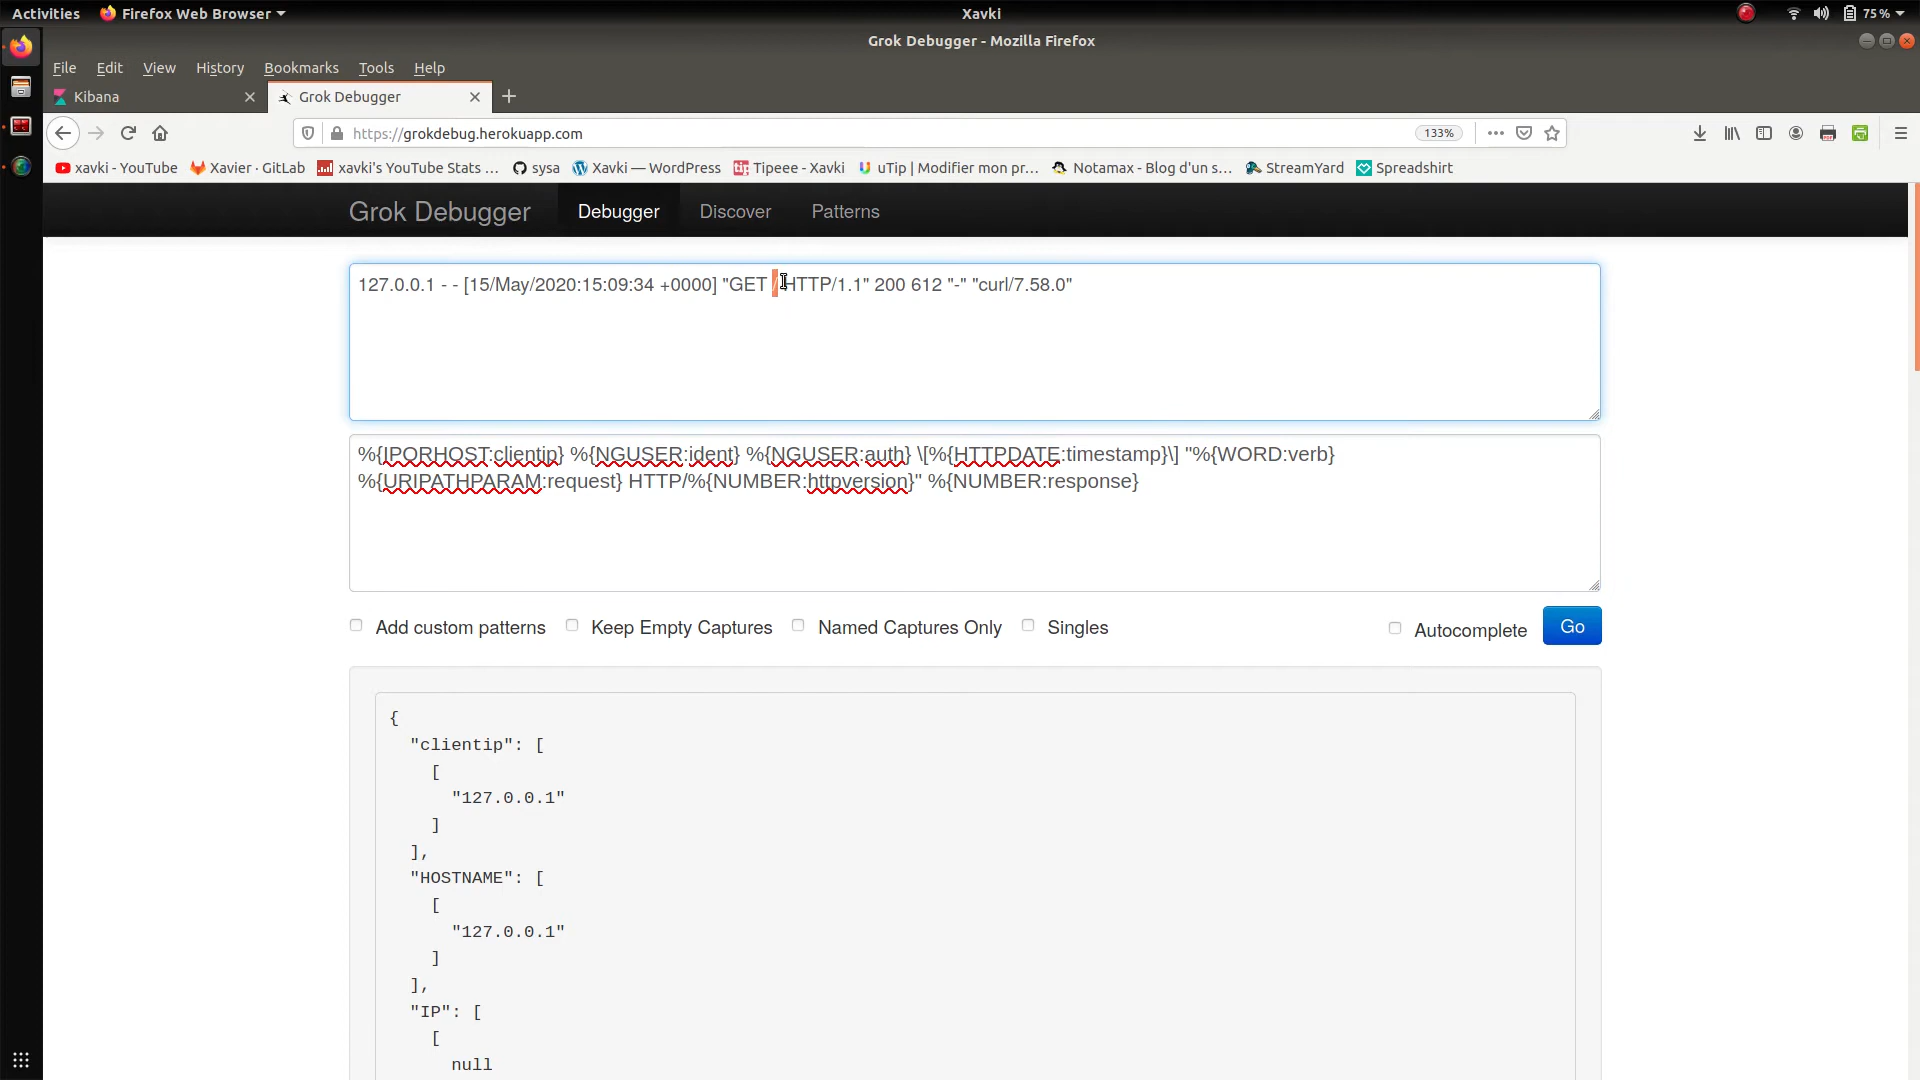 Activities Firefox Web Browser Xavki 75%
Grok Debugger - Mozilla Firefox
File Edit View History Bookmarks Tools Help
Kibana Grok Debugger
https://grokdebug.herokuapp.com 133%
xavki - YouTube Xavier · GitLab xavki's YouTube Stats ... sysa Xavki — WordPress Tipeee - Xavki uTip | Modifier mon pr... Notamax - Blog d'un s... StreamYard Spreadshirt
Grok Debugger Debugger Discover Patterns
127.0.0.1 - - [15/May/2020:15:09:34 +0000] "GET / HTTP/1.1" 200 612 "-" "curl/7.58.0"
%{IPORHOST:clientip} %{NGUSER:ident} %{NGUSER:auth} \[%{HTTPDATE:timestamp}\] "%{WORD:verb}
%{URIPATHPARAM:request} HTTP/%{NUMBER:httpversion}" %{NUMBER:response}
Add custom patterns Keep Empty Captures Named Captures Only Singles Autocomplete Go
{
"clientip": [
[
"127.0.0.1"
]
],
"HOSTNAME": [
[
"127.0.0.1"
]
],
"IP": [
[
null